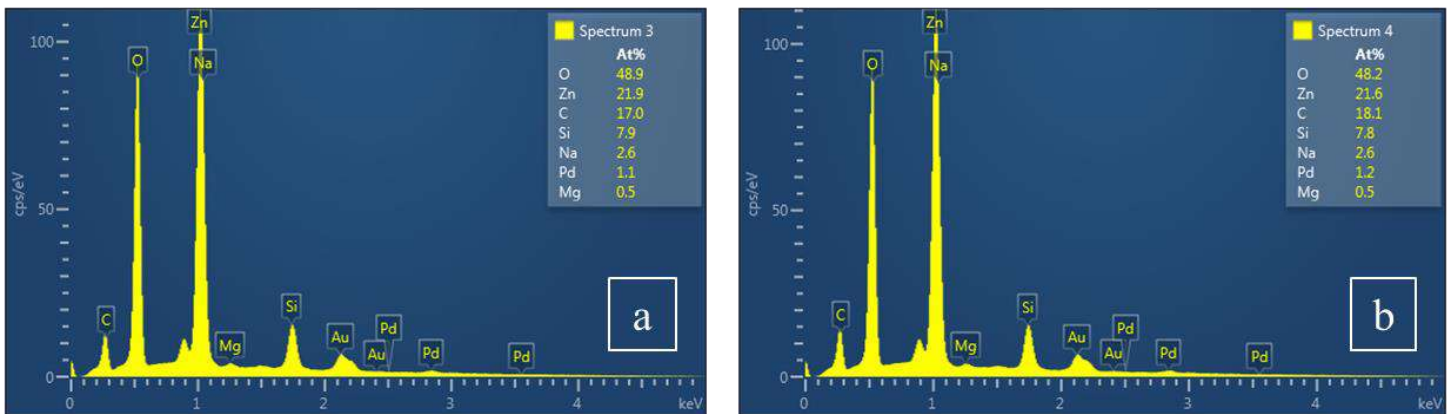 Spectrum 3
At%
O 48.9
Zn 21.9
C 17.0
Si 7.9
Na 2.6
Pd 1.1
Mg 0.5
100
50
0
cps/eV
C
O
Zn
Na
Mg
Si
Au
Au
Pd
Pd
Pd
0 1 2 3 4 keV
a
Spectrum 4
At%
O 48.2
Zn 21.6
C 18.1
Si 7.8
Na 2.6
Pd 1.2
Mg 0.5
100
50
0
cps/eV
C
O
Zn
Na
Mg
Si
Au
Au
Pd
Pd
Pd
0 1 2 3 4 keV
b